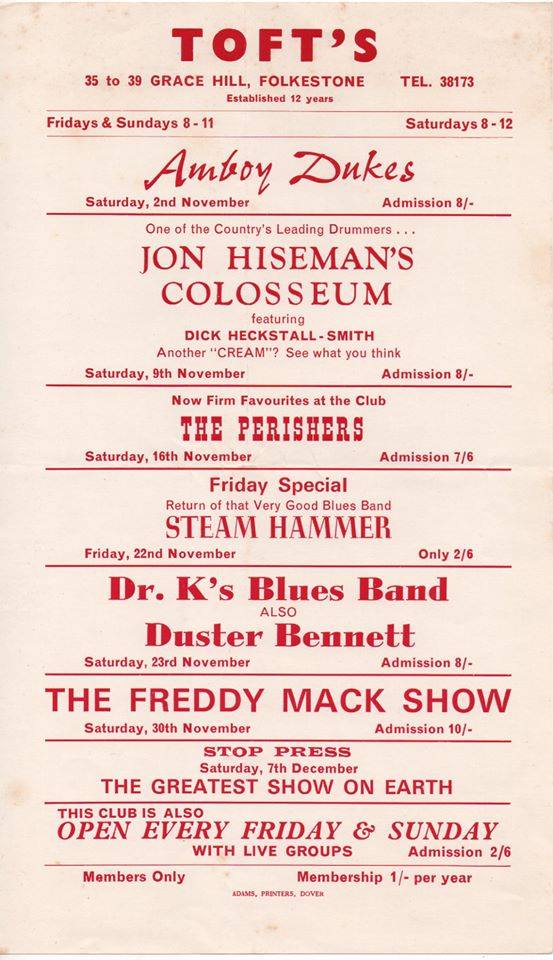 TOFT'S
35 to 39 GRACE HILL, FOLKESTONE TEL. 38173
Established 12 years
Fridays & Sundays 8 - 11 Saturdays 8 - 12
Amboy Dukes
Saturday, 2nd November Admission 8/-
One of the Country's Leading Drummers . . .
JON HISEMAN'S
COLOSSEUM
featuring
DICK HECKSTALL-SMITH
Another "CREAM"? See what you think
Saturday, 9th November Admission 8/-
Now Firm Favourites at the Club
THE PERISHERS
Saturday, 16th November Admission 7/6
Friday Special
Return of that Very Good Blues Band
STEAM HAMMER
Friday, 22nd November Only 2/6
Dr. K's Blues Band
ALSO
Duster Bennett
Saturday, 23rd November Admission 8/-
THE FREDDY MACK SHOW
Saturday, 30th November Admission 10/-
STOP PRESS
Saturday, 7th December
THE GREATEST SHOW ON EARTH
THIS CLUB IS ALSO
OPEN EVERY FRIDAY & SUNDAY
WITH LIVE GROUPS Admission 2/6
Members Only Membership 1/- per year
ADAMS, PRINTERS, DOVER